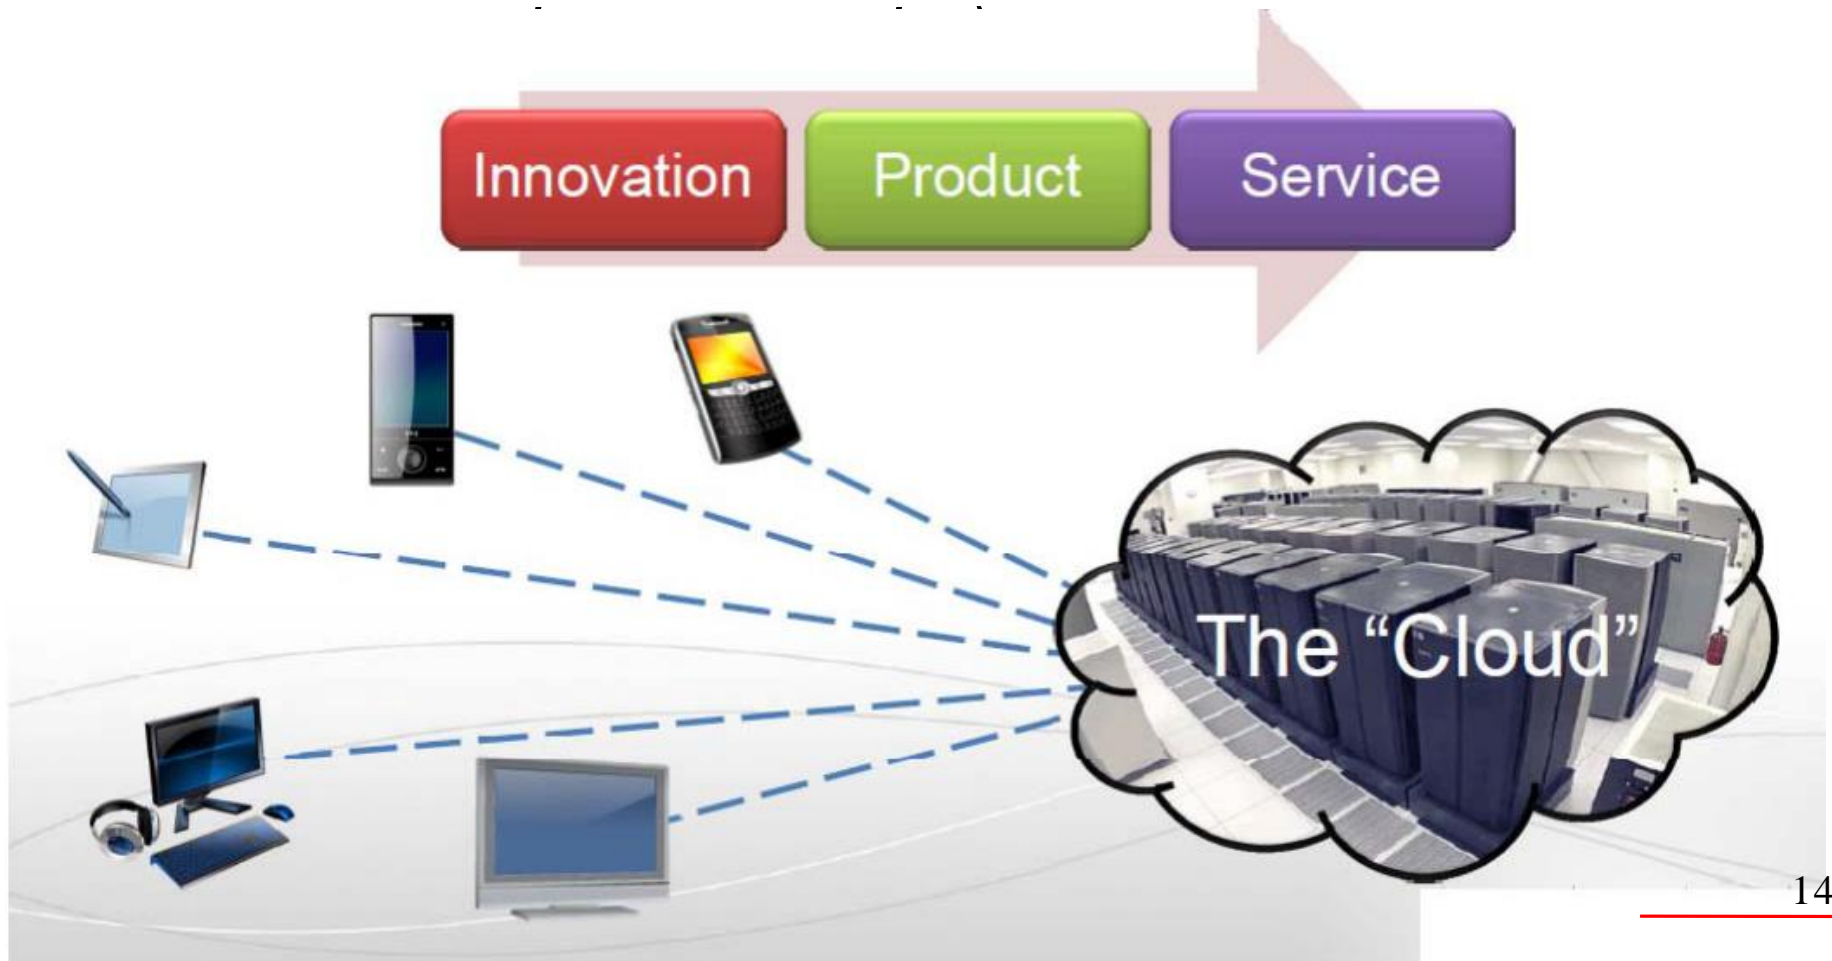 Innovation
Product
Service
The “Cloud”
14